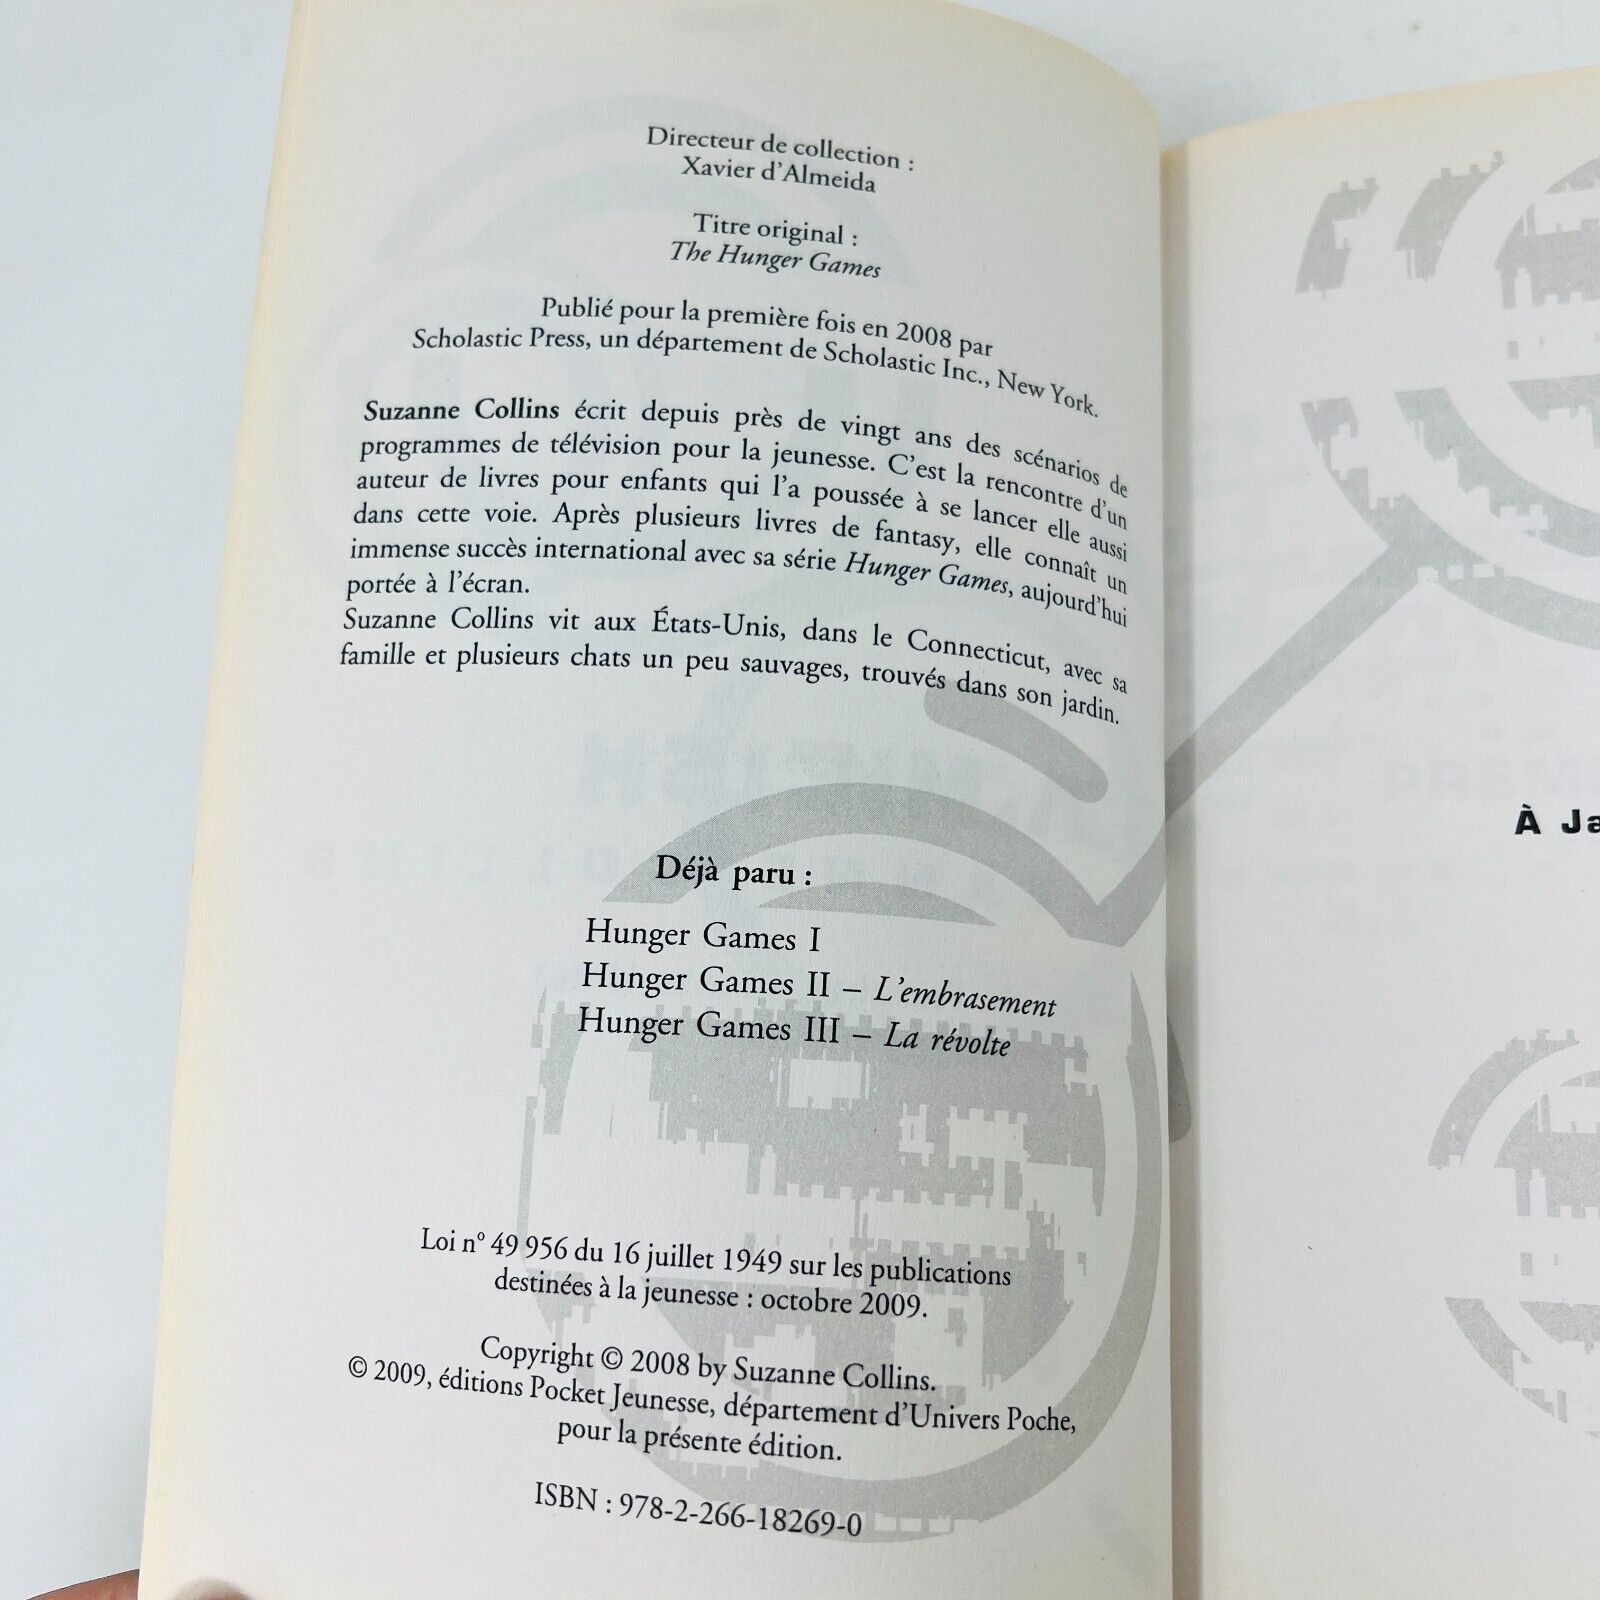 Directeur de collection :
Xavier d'Almeida
Titre original :
The Hunger Games
Publié pour la première fois en 2008 par
Scholastic Press, un département de Scholastic Inc., New York.
Suzanne Collins écrit depuis près de vingt ans des scénarios de
programmes de télévision pour la jeunesse. C'est la rencontre d'un
auteur de livres pour enfants qui l'a poussée à se lancer elle aussi
dans cette voie. Après plusieurs livres de fantasy, elle connaît un
immense succès international avec sa série Hunger Games, aujourd'hui
portée à l'écran.
Suzanne Collins vit aux États-Unis, dans le Connecticut, avec sa
famille et plusieurs chats un peu sauvages, trouvés dans son jardin.
Déjà paru :
Hunger Games I
Hunger Games II – L'embrasement
Hunger Games III – La révolte
Loi n° 49 956 du 16 juillet 1949 sur les publications
destinées à la jeunesse : octobre 2009.
Copyright © 2008 by Suzanne Collins.
© 2009, éditions Pocket Jeunesse, département d'Univers Poche,
pour la présente édition.
ISBN : 978-2-266-18269-0
À